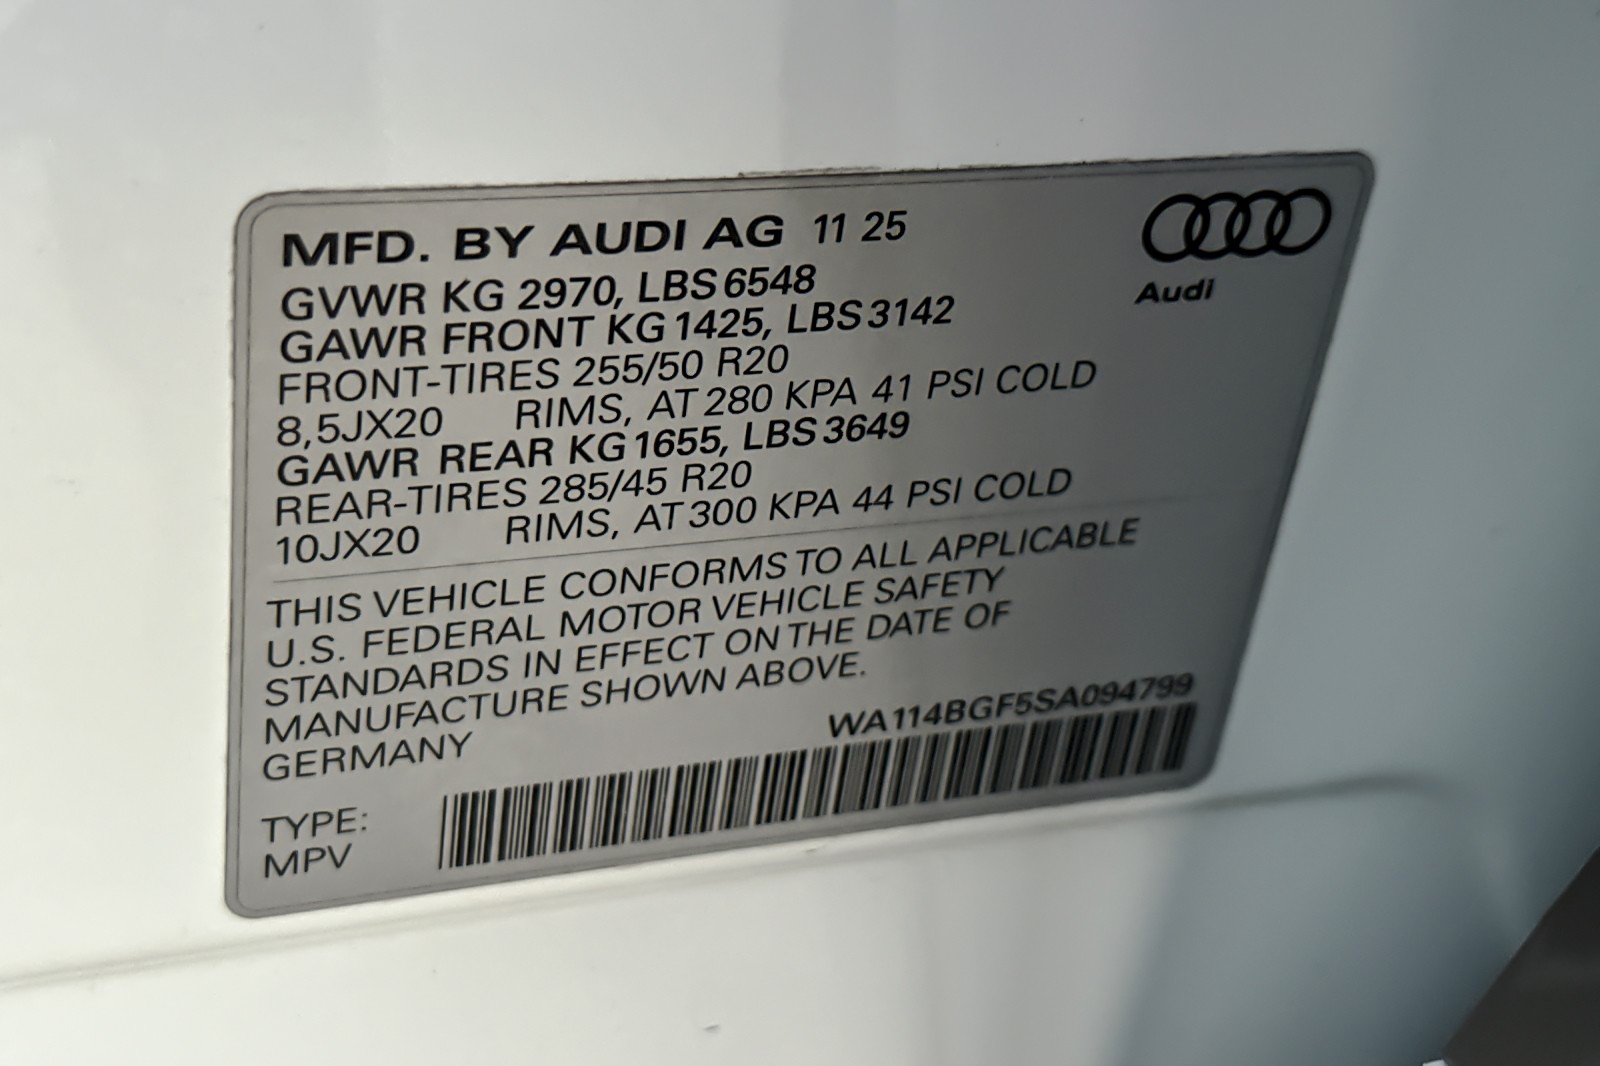 MFD. BY AUDI AG 11 25
Audi
GVWR KG 2970, LBS 6548
GAWR FRONT KG 1425, LBS 3142
FRONT-TIRES 255/50 R20
8,5JX20 RIMS, AT 280 KPA 41 PSI COLD
GAWR REAR KG 1655, LBS 3649
REAR-TIRES 285/45 R20
10JX20 RIMS, AT 300 KPA 44 PSI COLD
THIS VEHICLE CONFORMS TO ALL APPLICABLE
U.S. FEDERAL MOTOR VEHICLE SAFETY
STANDARDS IN EFFECT ON THE DATE OF
MANUFACTURE SHOWN ABOVE.
GERMANY
WA114BGF5SA094799
TYPE:
MPV